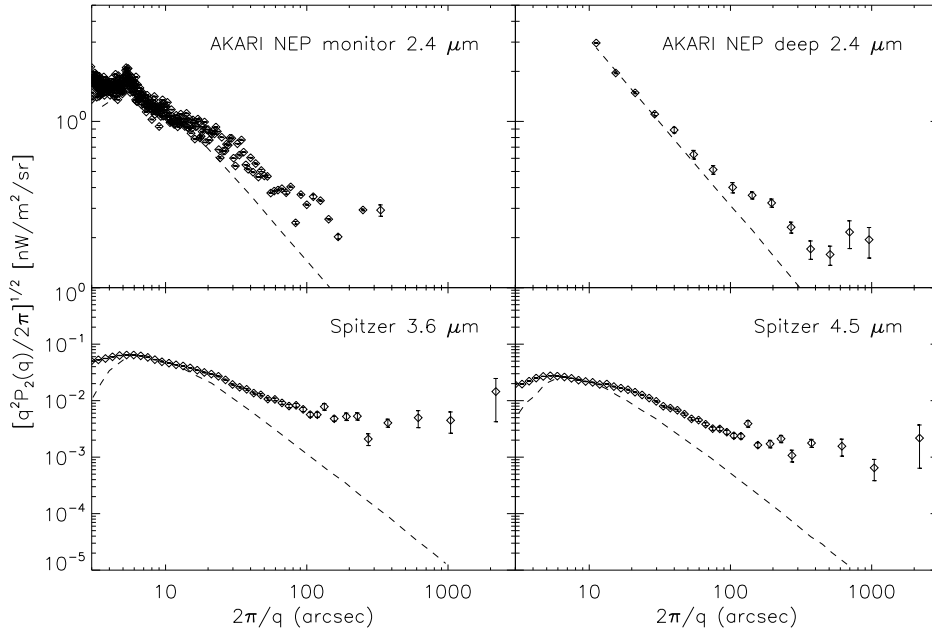 AKARI NEP monitor 2.4 μm
AKARI NEP deep 2.4 μm
10⁰
[q²P₂(q)/2π]¹/² [nW/m²/sr]
10⁰
Spitzer 3.6 μm
Spitzer 4.5 μm
10⁻¹
10⁻²
10⁻³
10⁻⁴
10⁻⁵
10 100 1000
10 100 1000
2π/q (arcsec)
2π/q (arcsec)